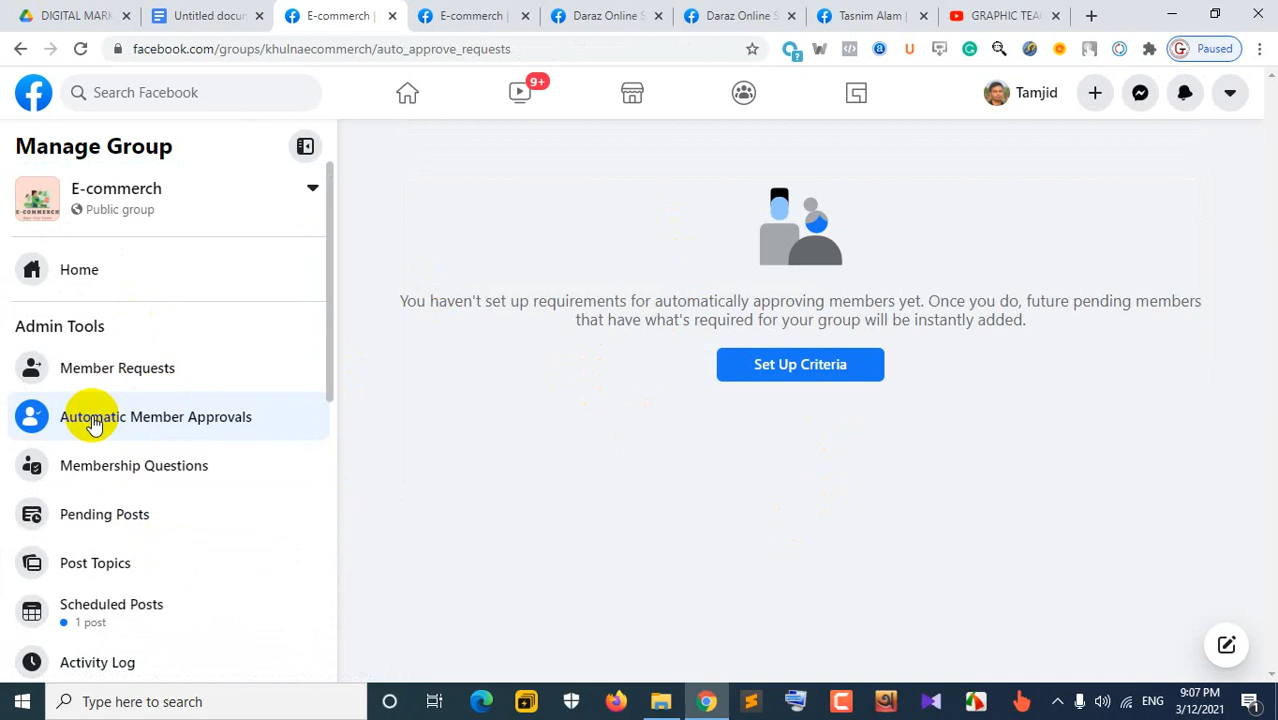 DIGITAL MARK
Untitled docum
E-commerch |
E-commerch |
Daraz Online S
Daraz Online S
Tasnim Alam |
GRAPHIC TEA
facebook.com/groups/khulnaecommerch/auto_approve_requests
Paused
Search Facebook
9+
Tamjid
Manage Group
E-commerch
Public group
Home
Admin Tools
Member Requests
Automatic Member Approvals
Membership Questions
Pending Posts
Post Topics
Scheduled Posts
1 post
Activity Log
You haven't set up requirements for automatically approving members yet. Once you do, future pending members
that have what's required for your group will be instantly added.
Set Up Criteria
Type here to search
ENG
9:07 PM
3/12/2021